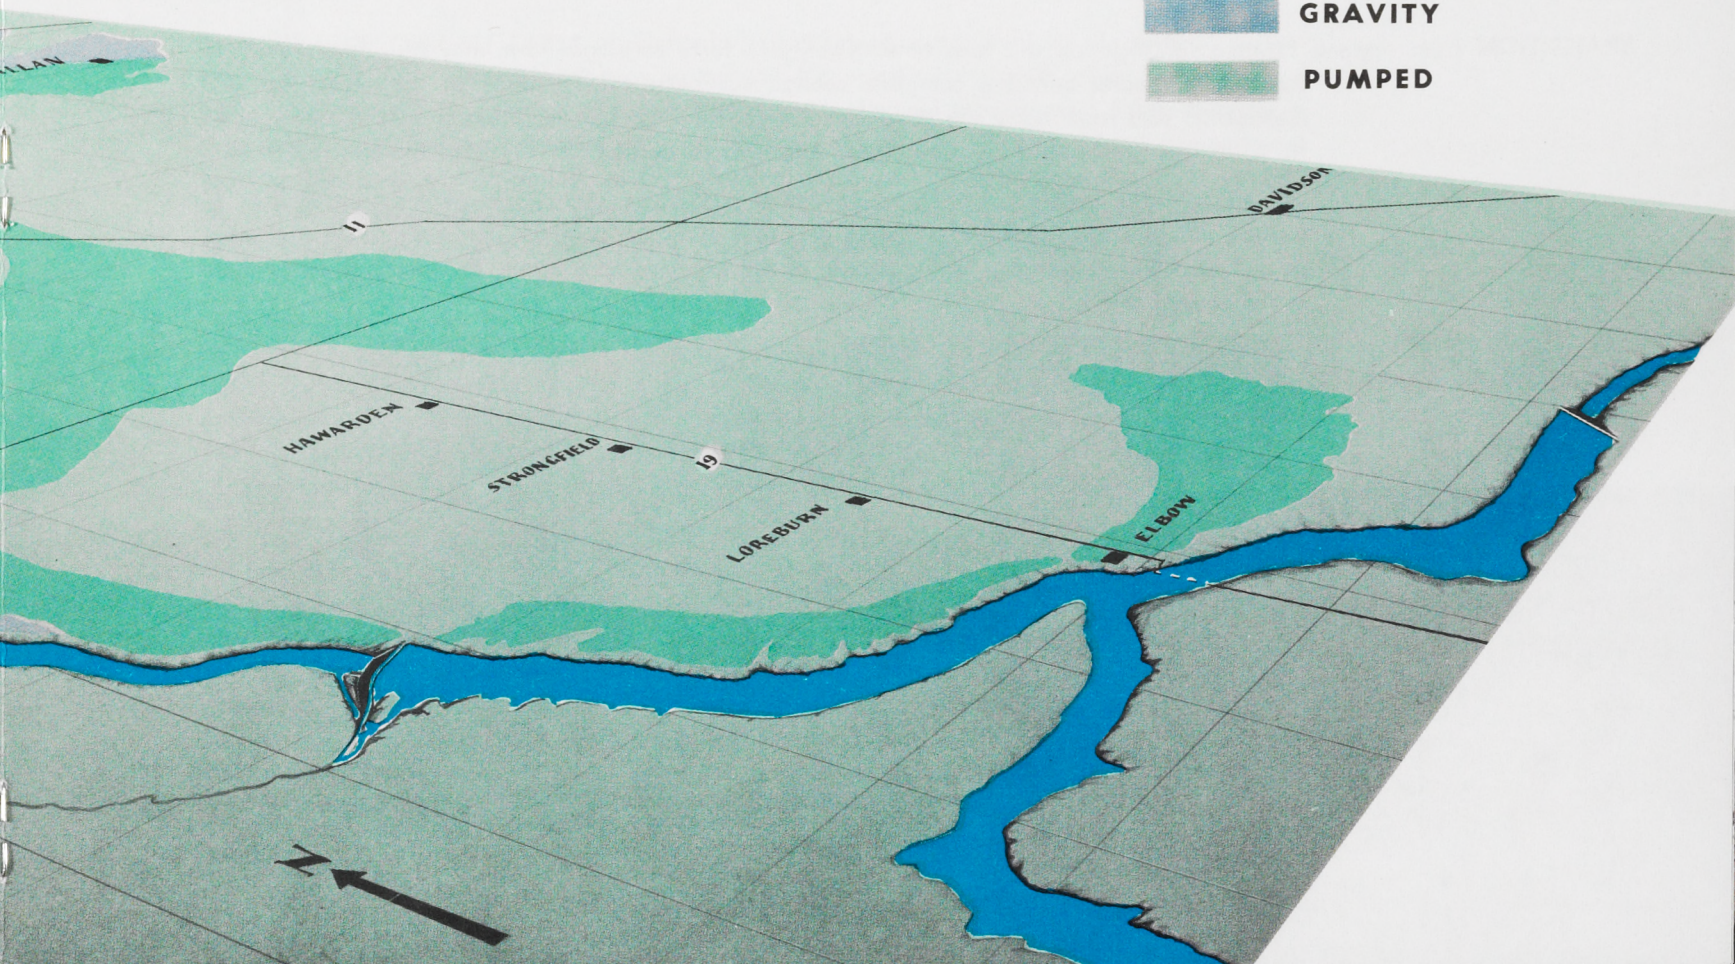 GRAVITY
PUMPED
DAVIDSON
11
HAWARDEN
STRONGFIELD
19
LOREBURN
ELBOW
N